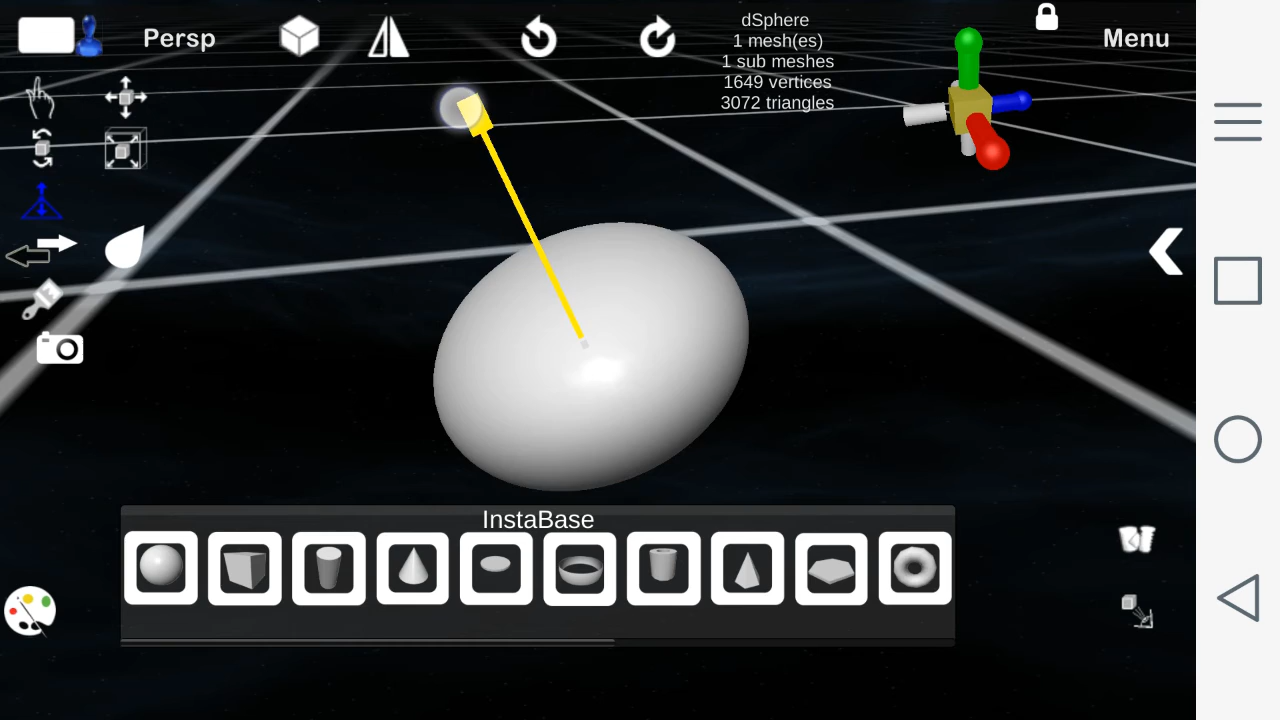 Persp
dSphere
1 mesh(es)
1 sub meshes
1649 vertices
3072 triangles
Menu
InstaBase